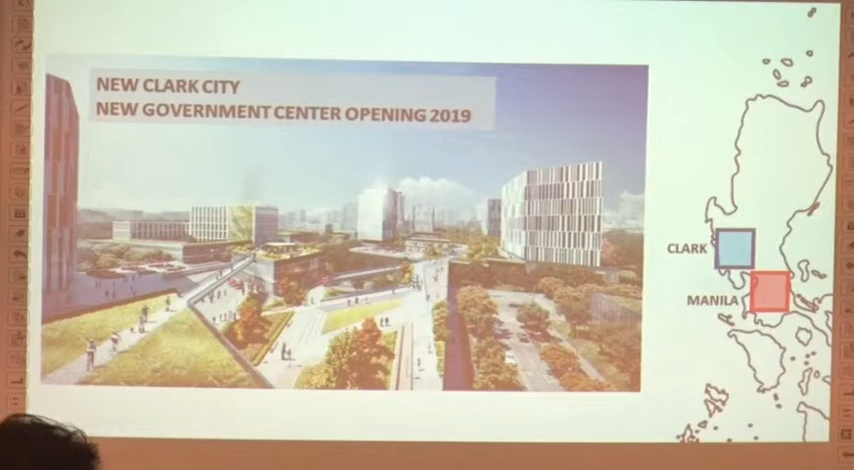 NEW CLARK CITY
NEW GOVERNMENT CENTER OPENING 2019
CLARK
MANILA